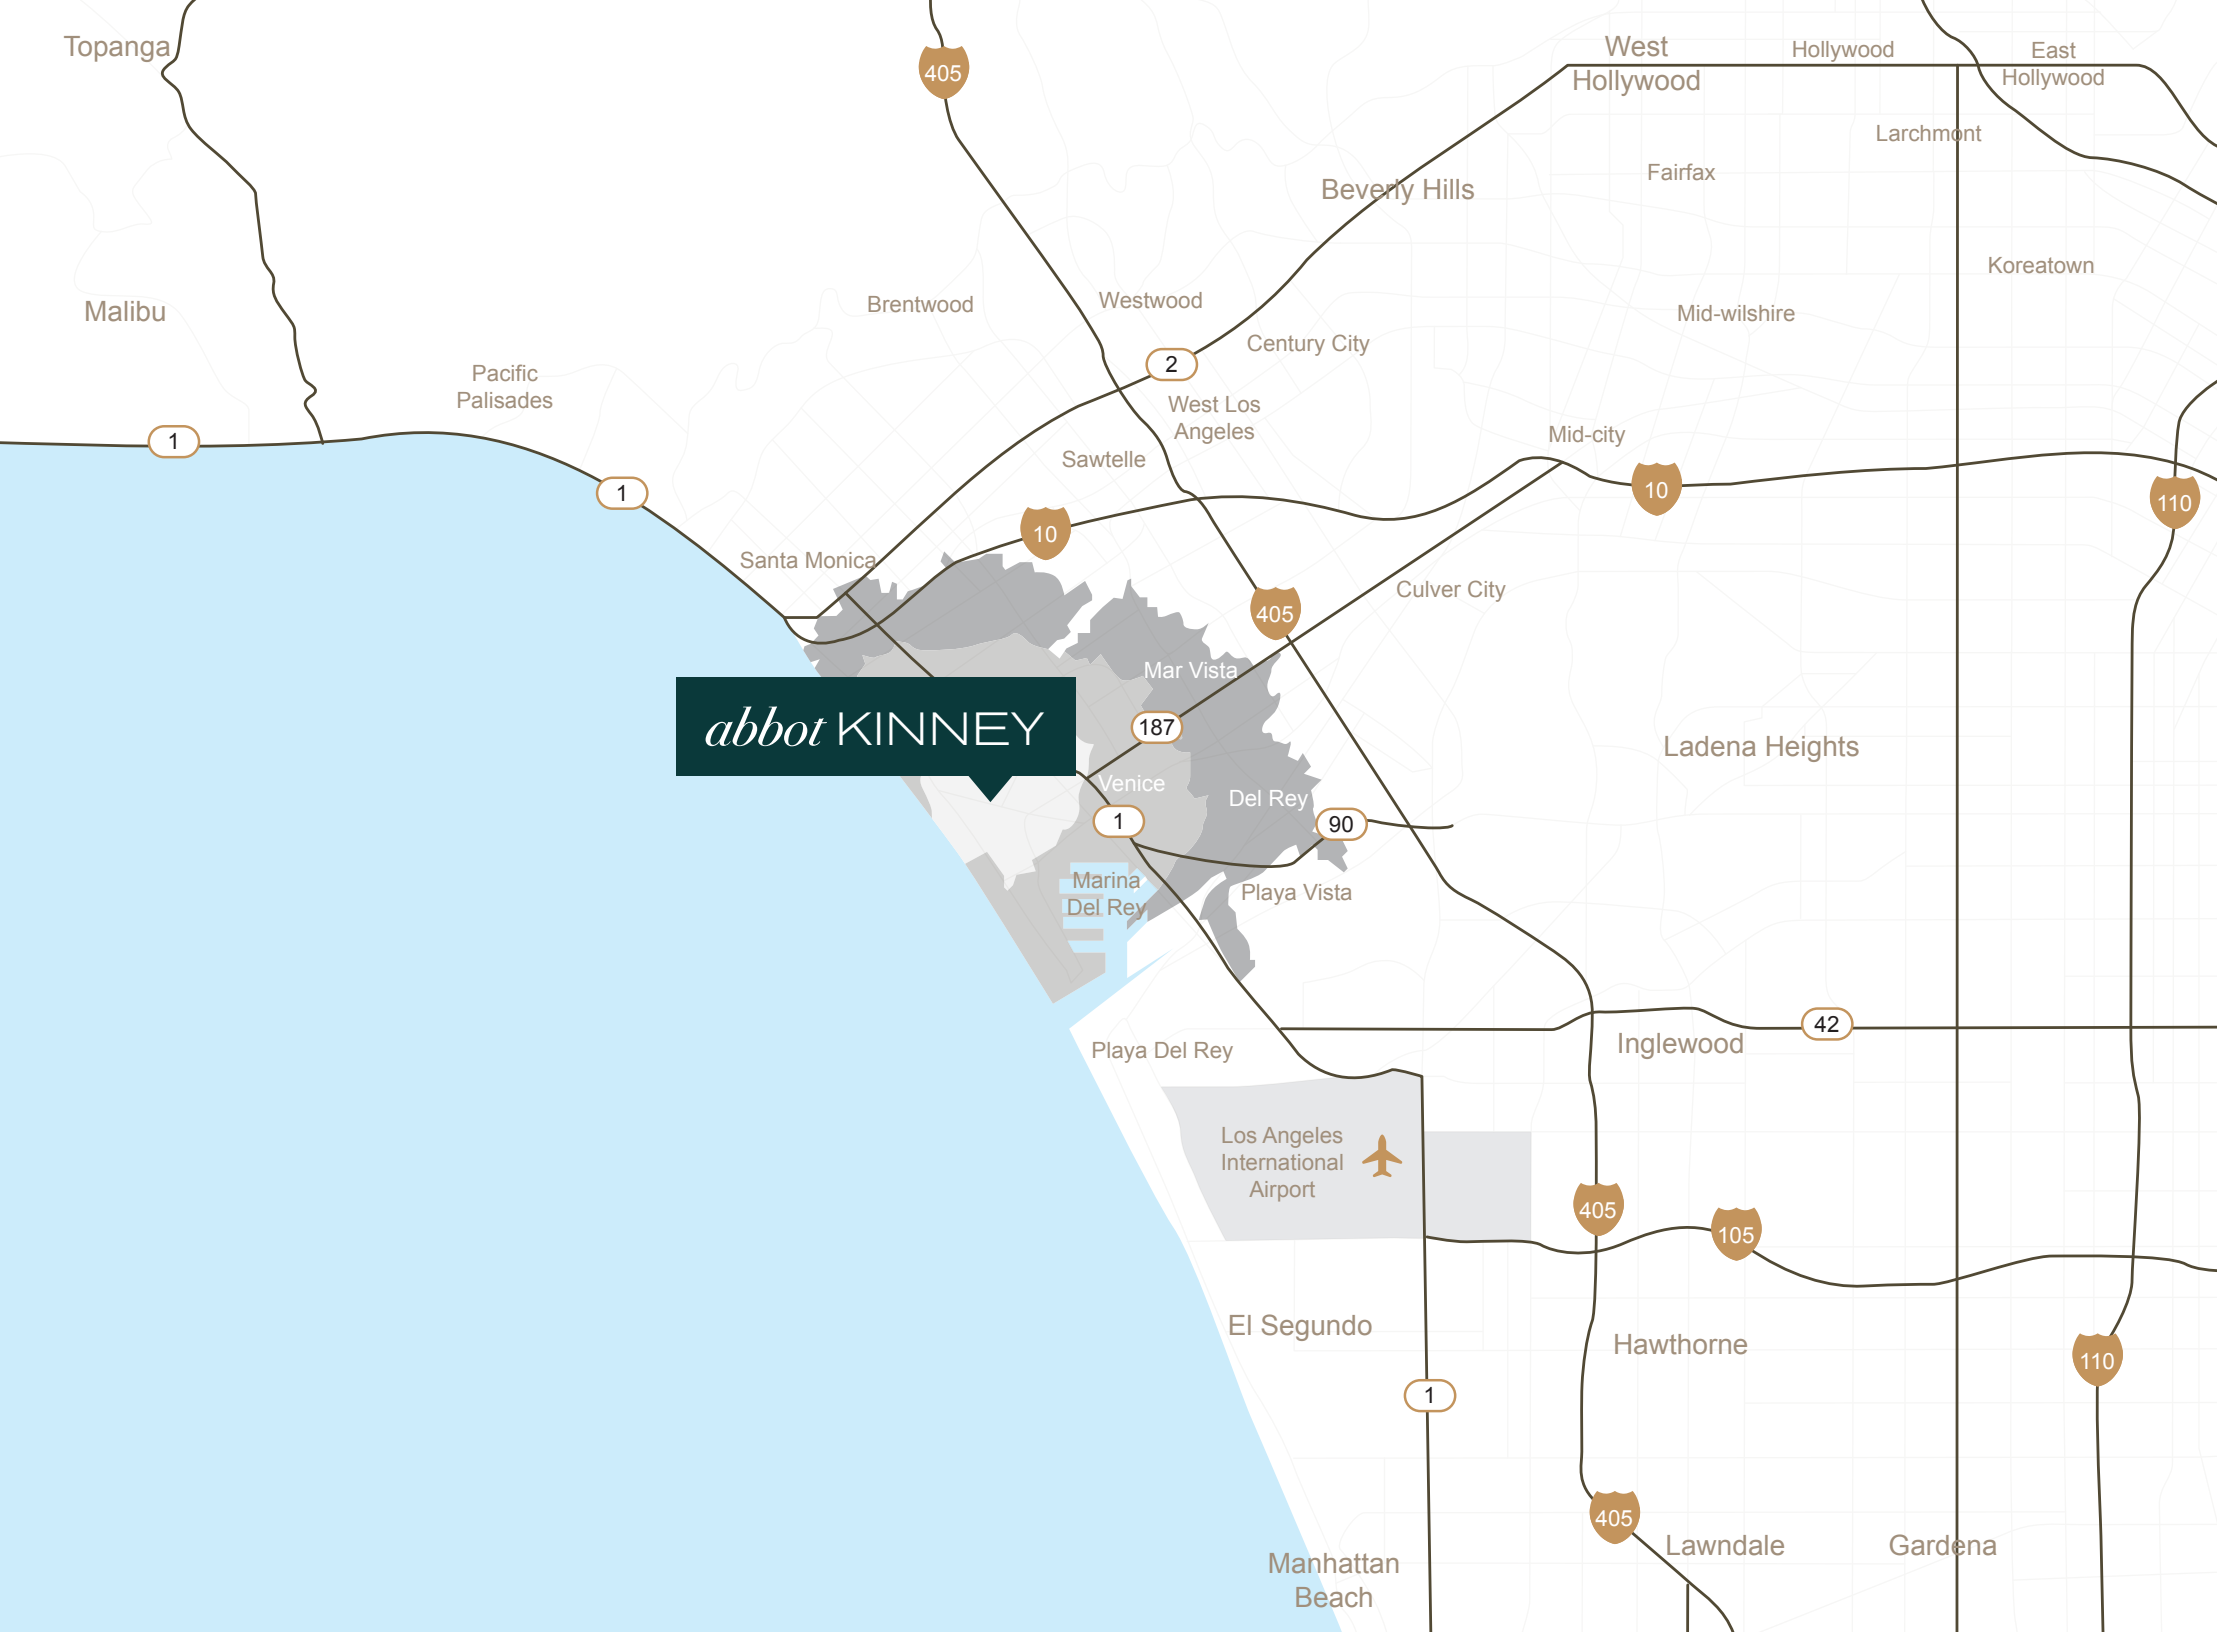 Topanga
405
West
Hollywood
Hollywood
East
Hollywood
Larchmont
Fairfax
Beverly Hills
Koreatown
Malibu
Brentwood
Westwood
Mid-wilshire
Century City
2
Pacific
Palisades
West Los
Angeles
Mid-city
1
Sawtelle
1
10
10
110
Santa Monica
Culver City
405
Mar Vista
abbot KINNEY
187
Ladena Heights
Venice
Del Rey
1
90
Marina
Del Rey
Playa Vista
42
Inglewood
Playa Del Rey
Los Angeles
International
Airport
405
105
El Segundo
Hawthorne
110
1
405
Lawndale
Gardena
Manhattan
Beach